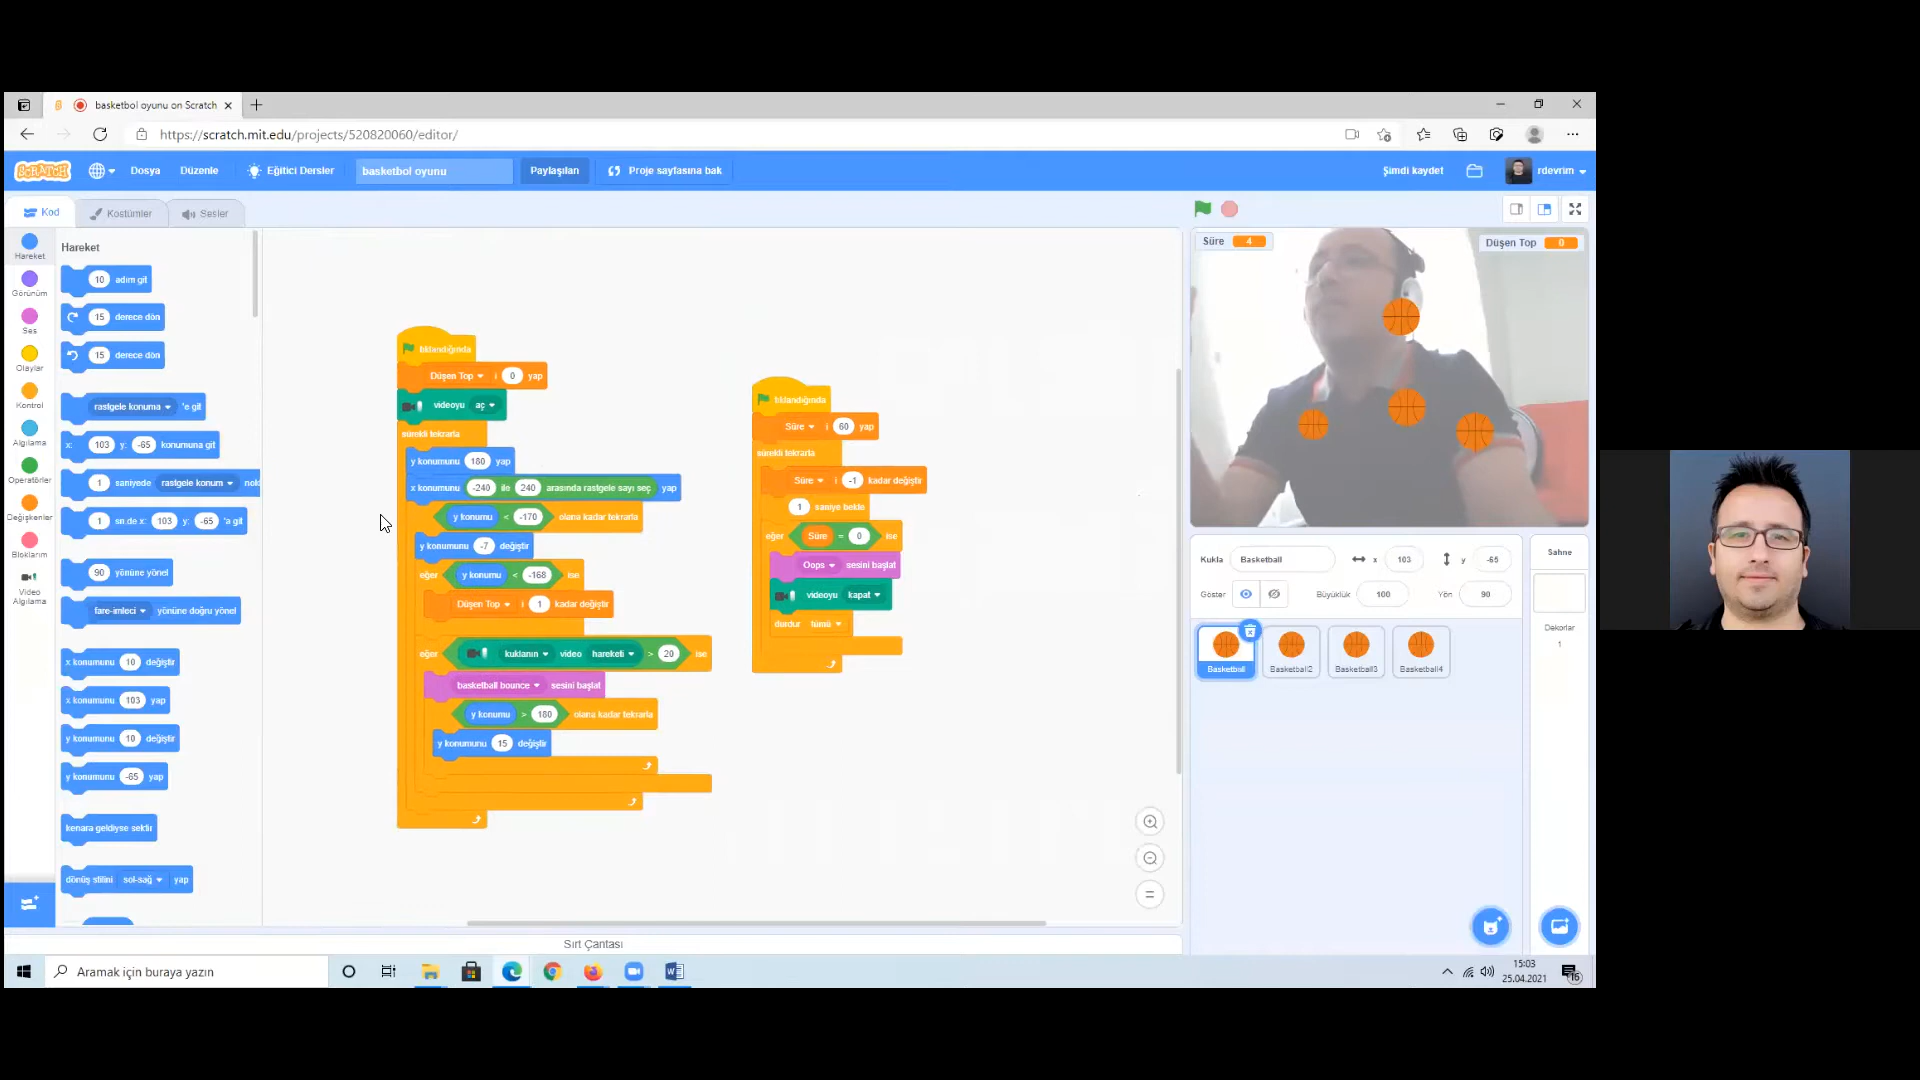 basketbol oyunu on Scratch
https://scratch.mit.edu/projects/520820060/editor/
SCRATCH
Dosya
Düzenle
Eğitici Dersler
basketbol oyunu
Paylaşılan
Proje sayfasına bak
Şimdi kaydet
rdevrim
Kod
Kostümler
Sesler
Hareket
Görünüm
Ses
Olaylar
Kontrol
Algılama
Operatörler
Değişkenler
Bloklarım
Video
Algılama
Hareket
10 adım git
15 derece dön
15 derece dön
rastgele konuma 'e git
x: 103 y: -65 konumuna git
1 saniyede rastgele konum nok
1 sn.de x: 103 y: -65 'a git
90 yönüne yönel
fare-imleci yönüne doğru yönel
x konumunu 10 değiştir
x konumunu 103 yap
y konumunu 10 değiştir
y konumunu -65 yap
kenara geldiyse sektir
dönüş stilini sol-sağ yap
tıklandığında
Düşen Top i 0 yap
videoyu aç
sürekli tekrarla
y konumunu 180 yap
x konumunu -240 ile 240 arasında rastgele sayı seç yap
y konumu < -170 olana kadar tekrarla
y konumunu -7 değiştir
eğer y konumu < -168 ise
Düşen Top i 1 kadar değiştir
eğer kuklanın video hareketi > 20 ise
basketball bounce sesini başlat
y konumu > 180 olana kadar tekrarla
y konumunu 15 değiştir
tıklandığında
Süre i 60 yap
sürekli tekrarla
Süre i -1 kadar değiştir
1 saniye bekle
eğer Süre = 0 ise
Oops sesini başlat
videoyu kapat
durdur tümü
Süre 4
Düşen Top 0
Kukla Basketball x 103 y -65
Göster Büyüklük 100 Yön 90
Basketball
Basketball2
Basketball3
Basketball4
Sahne
Dekorlar
1
Sırt Çantası
Aramak için buraya yazın
15:03
25.04.2021
16